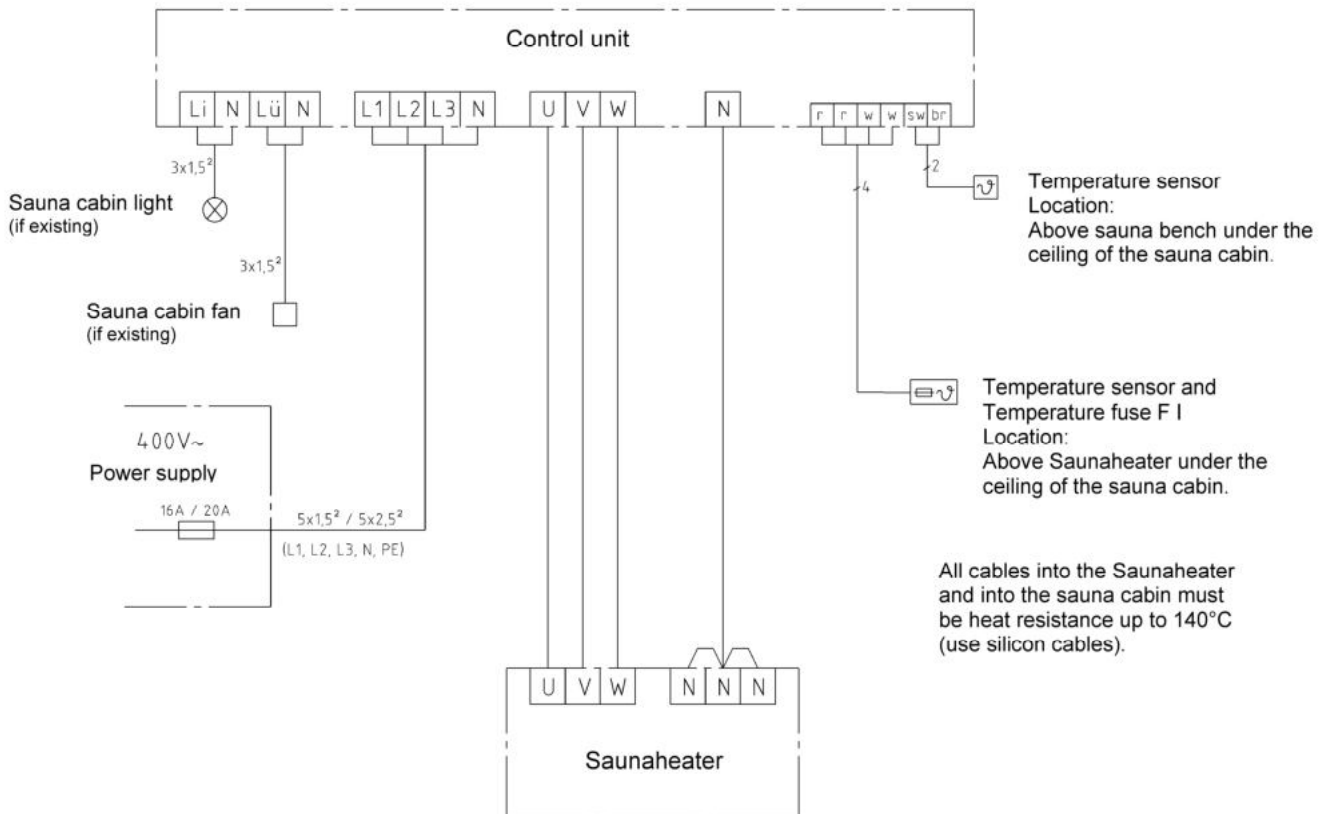 Control unit
Li N Lü N L1 L2 L3 N U V W N r r w w sw br
3x1,5²
Sauna cabin light
(if existing)
3x1,5²
Sauna cabin fan
(if existing)
4
2
ϑ
Temperature sensor
Location:
Above sauna bench under the
ceiling of the sauna cabin.
ϑ
Temperature sensor and
Temperature fuse F I
Location:
Above Saunaheater under the
ceiling of the sauna cabin.
400V~
Power supply
16A / 20A
5x1,5² / 5x2,5²
(L1, L2, L3, N, PE)
All cables into the Saunaheater
and into the sauna cabin must
be heat resistance up to 140°C
(use silicon cables).
U V W N N N
Saunaheater